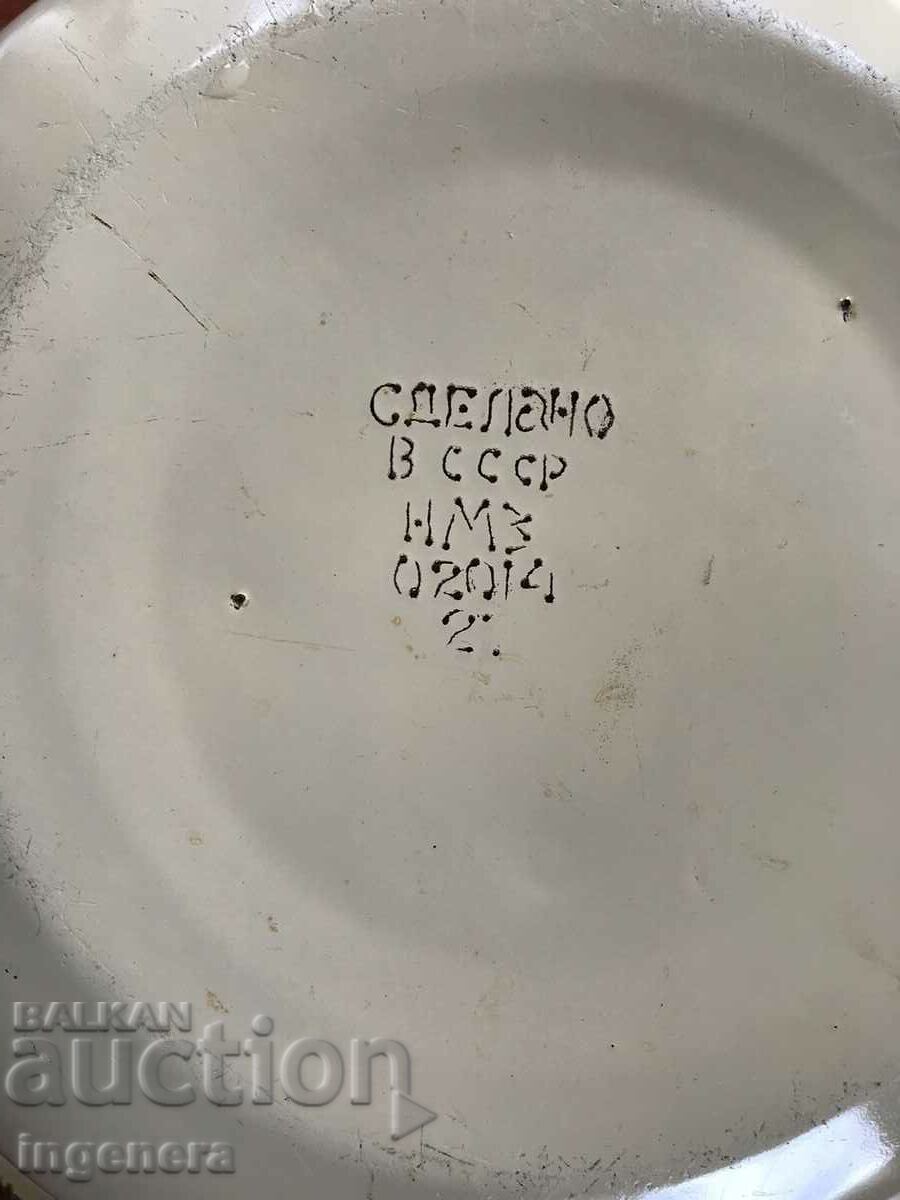 СДЕЛАНО
В СССР
НМЗ
02014
2.
BALKAN
auction
ingenera